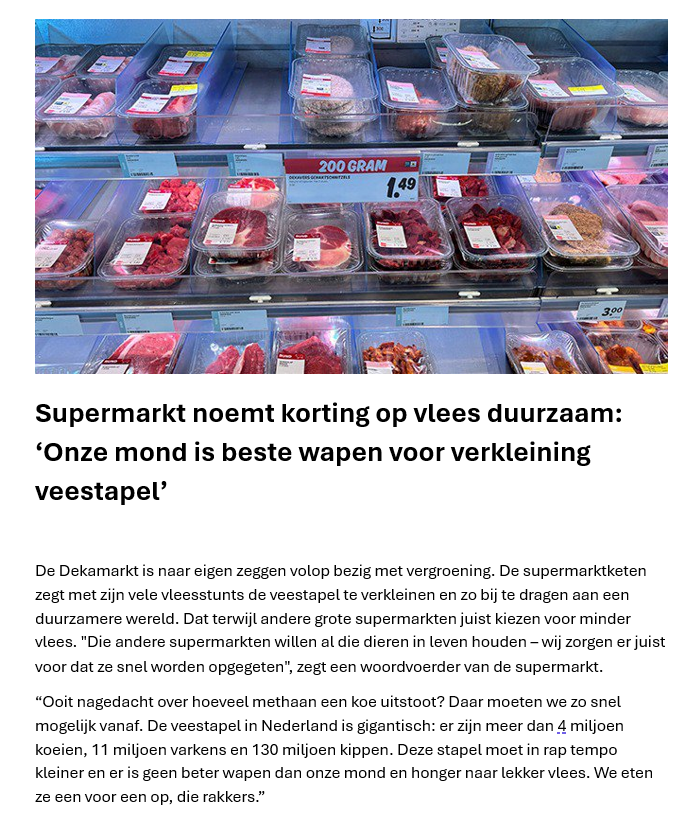 200 GRAM
DEKAVERS GEHAKTSCHNITZELS
1.49
3.00
Supermarkt noemt korting op vlees duurzaam:
‘Onze mond is beste wapen voor verkleining
veestapel’
De Dekamarkt is naar eigen zeggen volop bezig met vergroening. De supermarktketen
zegt met zijn vele vleesstunts de veestapel te verkleinen en zo bij te dragen aan een
duurzamere wereld. Dat terwijl andere grote supermarkten juist kiezen voor minder
vlees. "Die andere supermarkten willen al die dieren in leven houden – wij zorgen er juist
voor dat ze snel worden opgegeten", zegt een woordvoerder van de supermarkt.
“Ooit nagedacht over hoeveel methaan een koe uitstoot? Daar moeten we zo snel
mogelijk vanaf. De veestapel in Nederland is gigantisch: er zijn meer dan 4 miljoen
koeien, 11 miljoen varkens en 130 miljoen kippen. Deze stapel moet in rap tempo
kleiner en er is geen beter wapen dan onze mond en honger naar lekker vlees. We eten
ze een voor een op, die rakkers.”